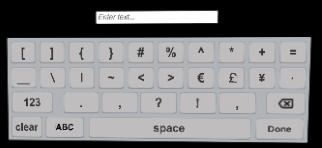 Enter text...
[ ] { } # % ^ * + =
_ \ | ~ < > € £ ¥ ·
123 . , ? ! ,
clear ABC space Done